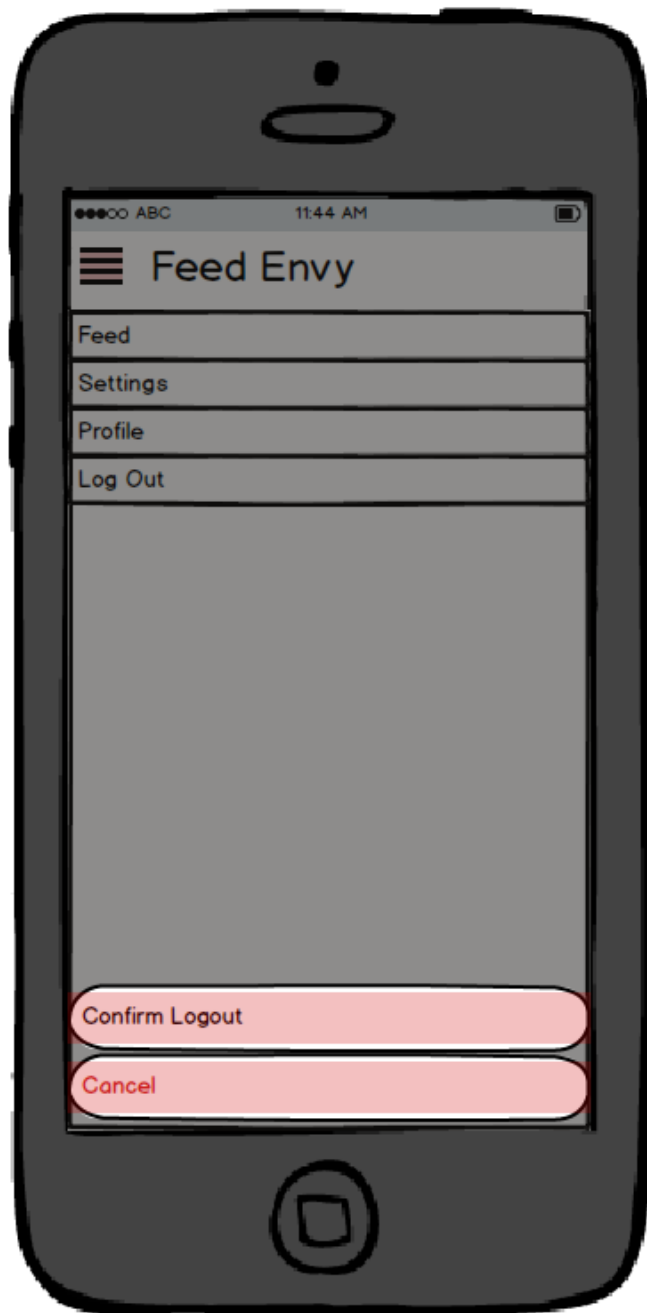 ABC 11:44 AM
Feed Envy
Feed
Settings
Profile
Log Out
Confirm Logout
Cancel